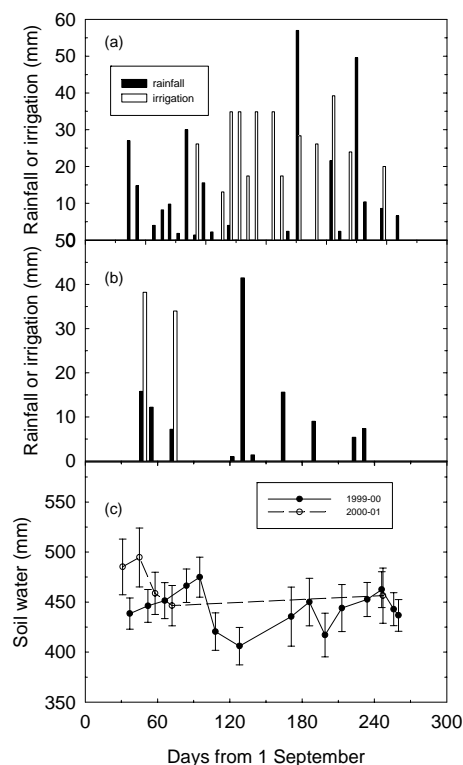 60
(a)
50
rainfall
irrigation
40
30
20
10
0
Rainfall or irrigation (mm)
50
(b)
40
30
20
10
0
Rainfall or irrigation (mm)
(c)
1999-00
2000-01
550
500
450
400
350
Soil water (mm)
0 60 120 180 240 300
Days from 1 September